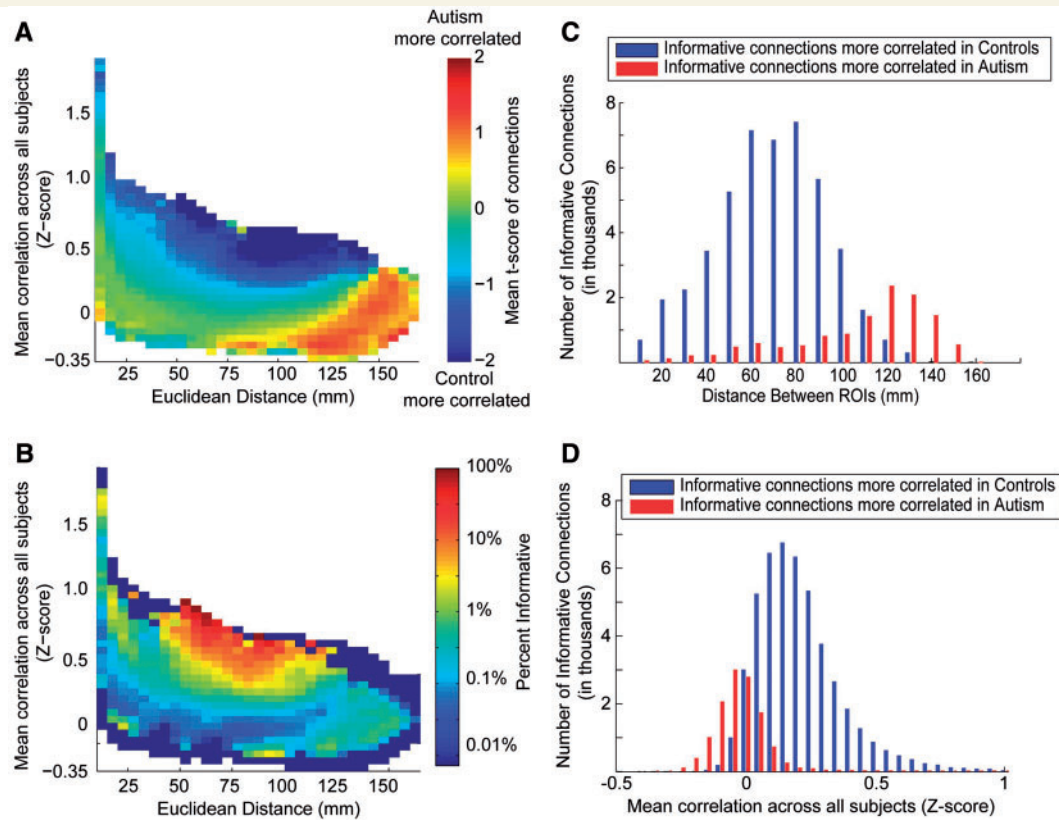 A
Autism
more correlated
Mean correlation across all subjects
(Z-score)
1.5
1.0
0.5
0
−0.35
25
50
75
100
125
150
Euclidean Distance (mm)
2
1
0
−1
−2
Mean t-score of connections
Control
more correlated
B
Mean correlation across all subjects
(Z-score)
1.5
1.0
0.5
0
−0.35
25
50
75
100
125
150
Euclidean Distance (mm)
100%
10%
1%
0.1%
0.01%
Percent Informative
C
Informative connections more correlated in Controls
Informative connections more correlated in Autism
Number of Informative Connections
(in thousands)
8
6
4
2
20
40
60
80
100
120
140
160
Distance Between ROIs (mm)
D
Informative connections more correlated in Controls
Informative connections more correlated in Autism
Number of Informative Connections
(in thousands)
8
6
4
2
-0.5
0
0.5
1
Mean correlation across all subjects (Z-score)